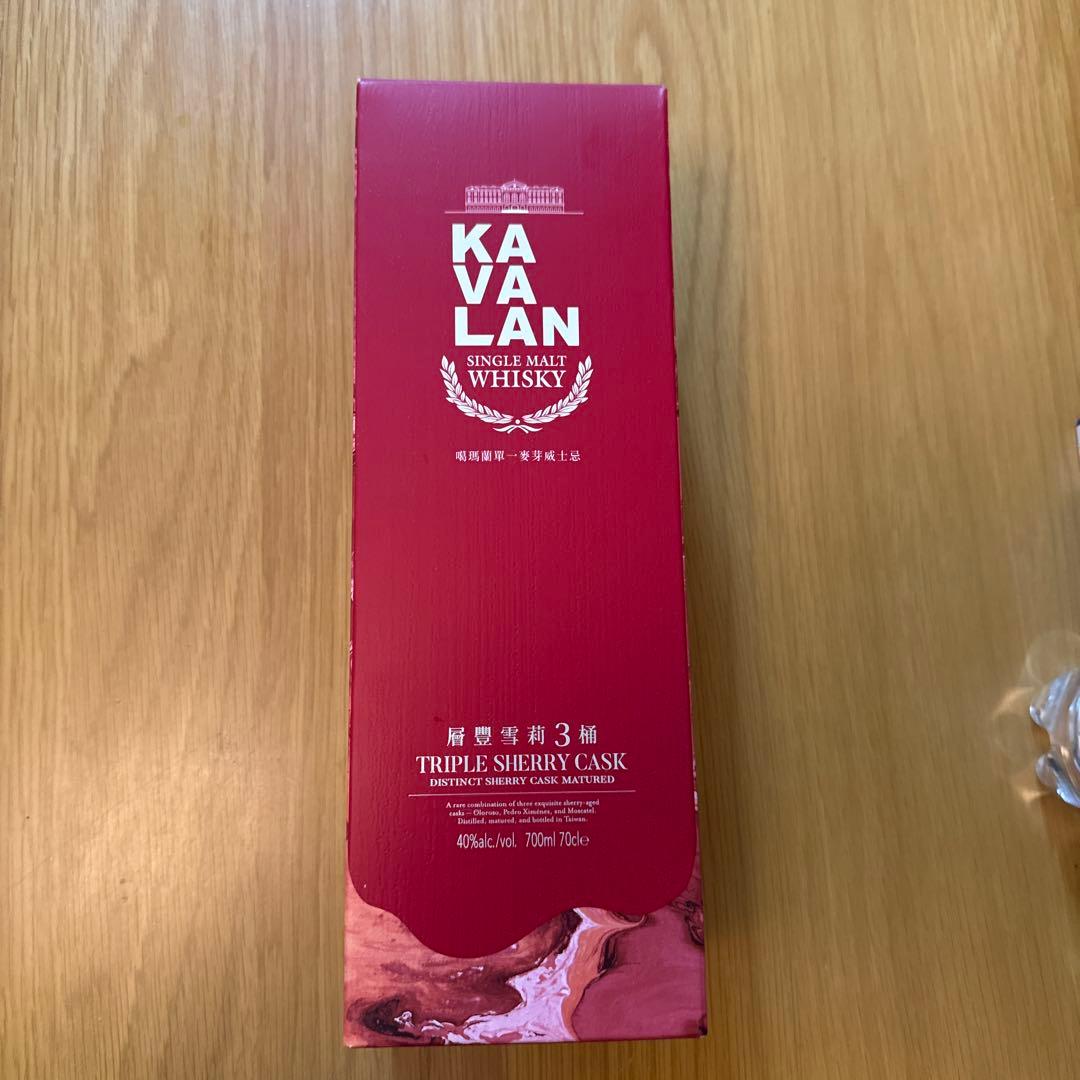 KA
VA
LAN
SINGLE MALT
WHISKY
噶瑪蘭單一麥芽威士忌
層豐雪莉3桶
TRIPLE SHERRY CASK
DISTINCT SHERRY CASK MATURED
A rare combination of three exquisite sherry-aged
casks — Oloroso, Pedro Ximénes, and Moscatel.
Distilled, matured, and bottled in Taiwan.
40%alc./vol. 700ml 70cl℮